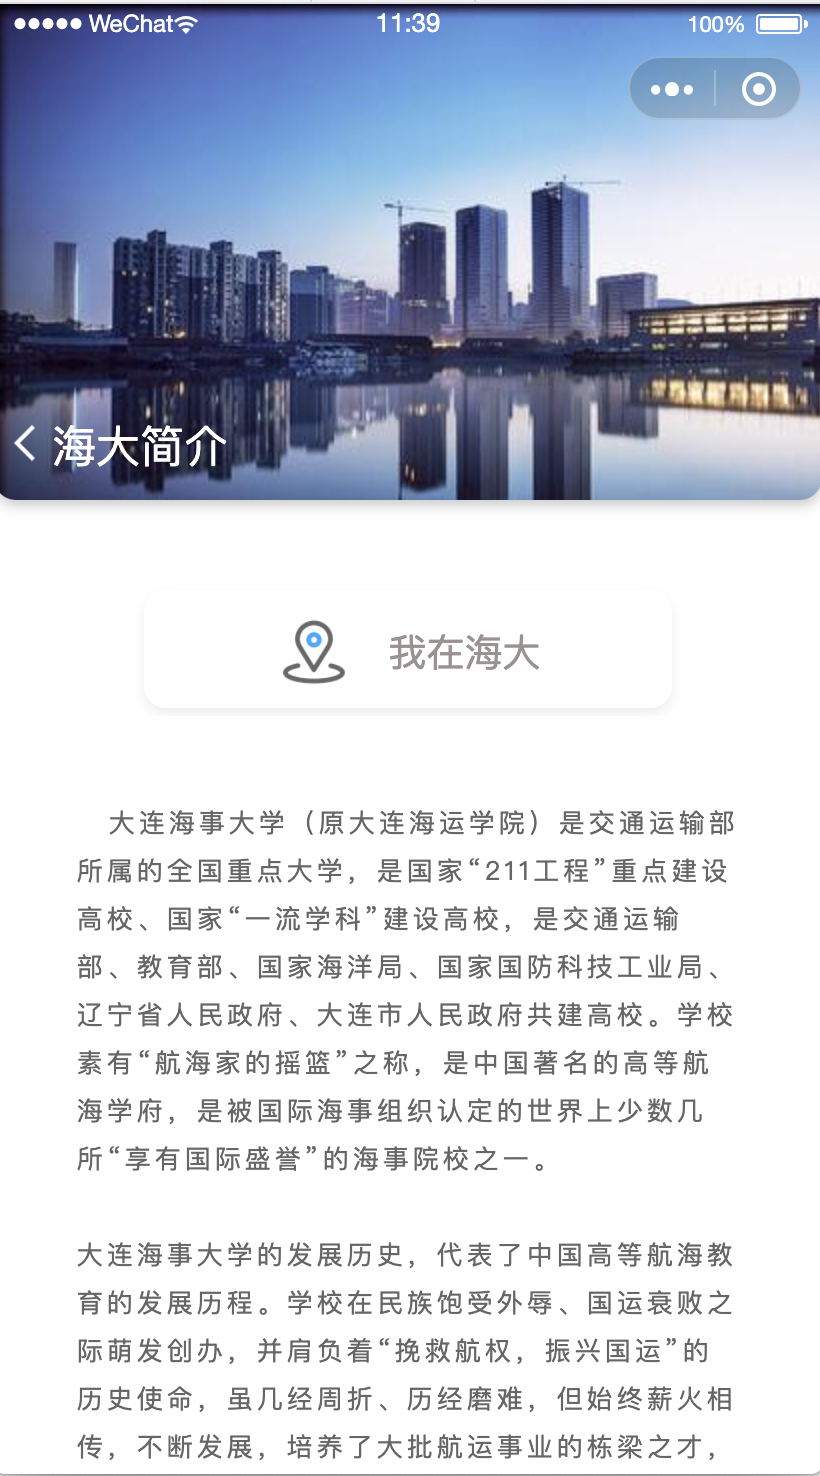 WeChat
11:39
100%
海大简介
我在海大
大连海事大学（原大连海运学院）是交通运输部
所属的全国重点大学，是国家“211工程”重点建设
高校、国家“一流学科”建设高校，是交通运输
部、教育部、国家海洋局、国家国防科技工业局、
辽宁省人民政府、大连市人民政府共建高校。学校
素有“航海家的摇篮”之称，是中国著名的高等航
海学府，是被国际海事组织认定的世界上少数几
所“享有国际盛誉”的海事院校之一。
大连海事大学的发展历史，代表了中国高等航海教
育的发展历程。学校在民族饱受外辱、国运衰败之
际萌发创办，并肩负着“挽救航权，振兴国运”的
历史使命，虽几经周折、历经磨难，但始终薪火相
传，不断发展，培养了大批航运事业的栋梁之才，